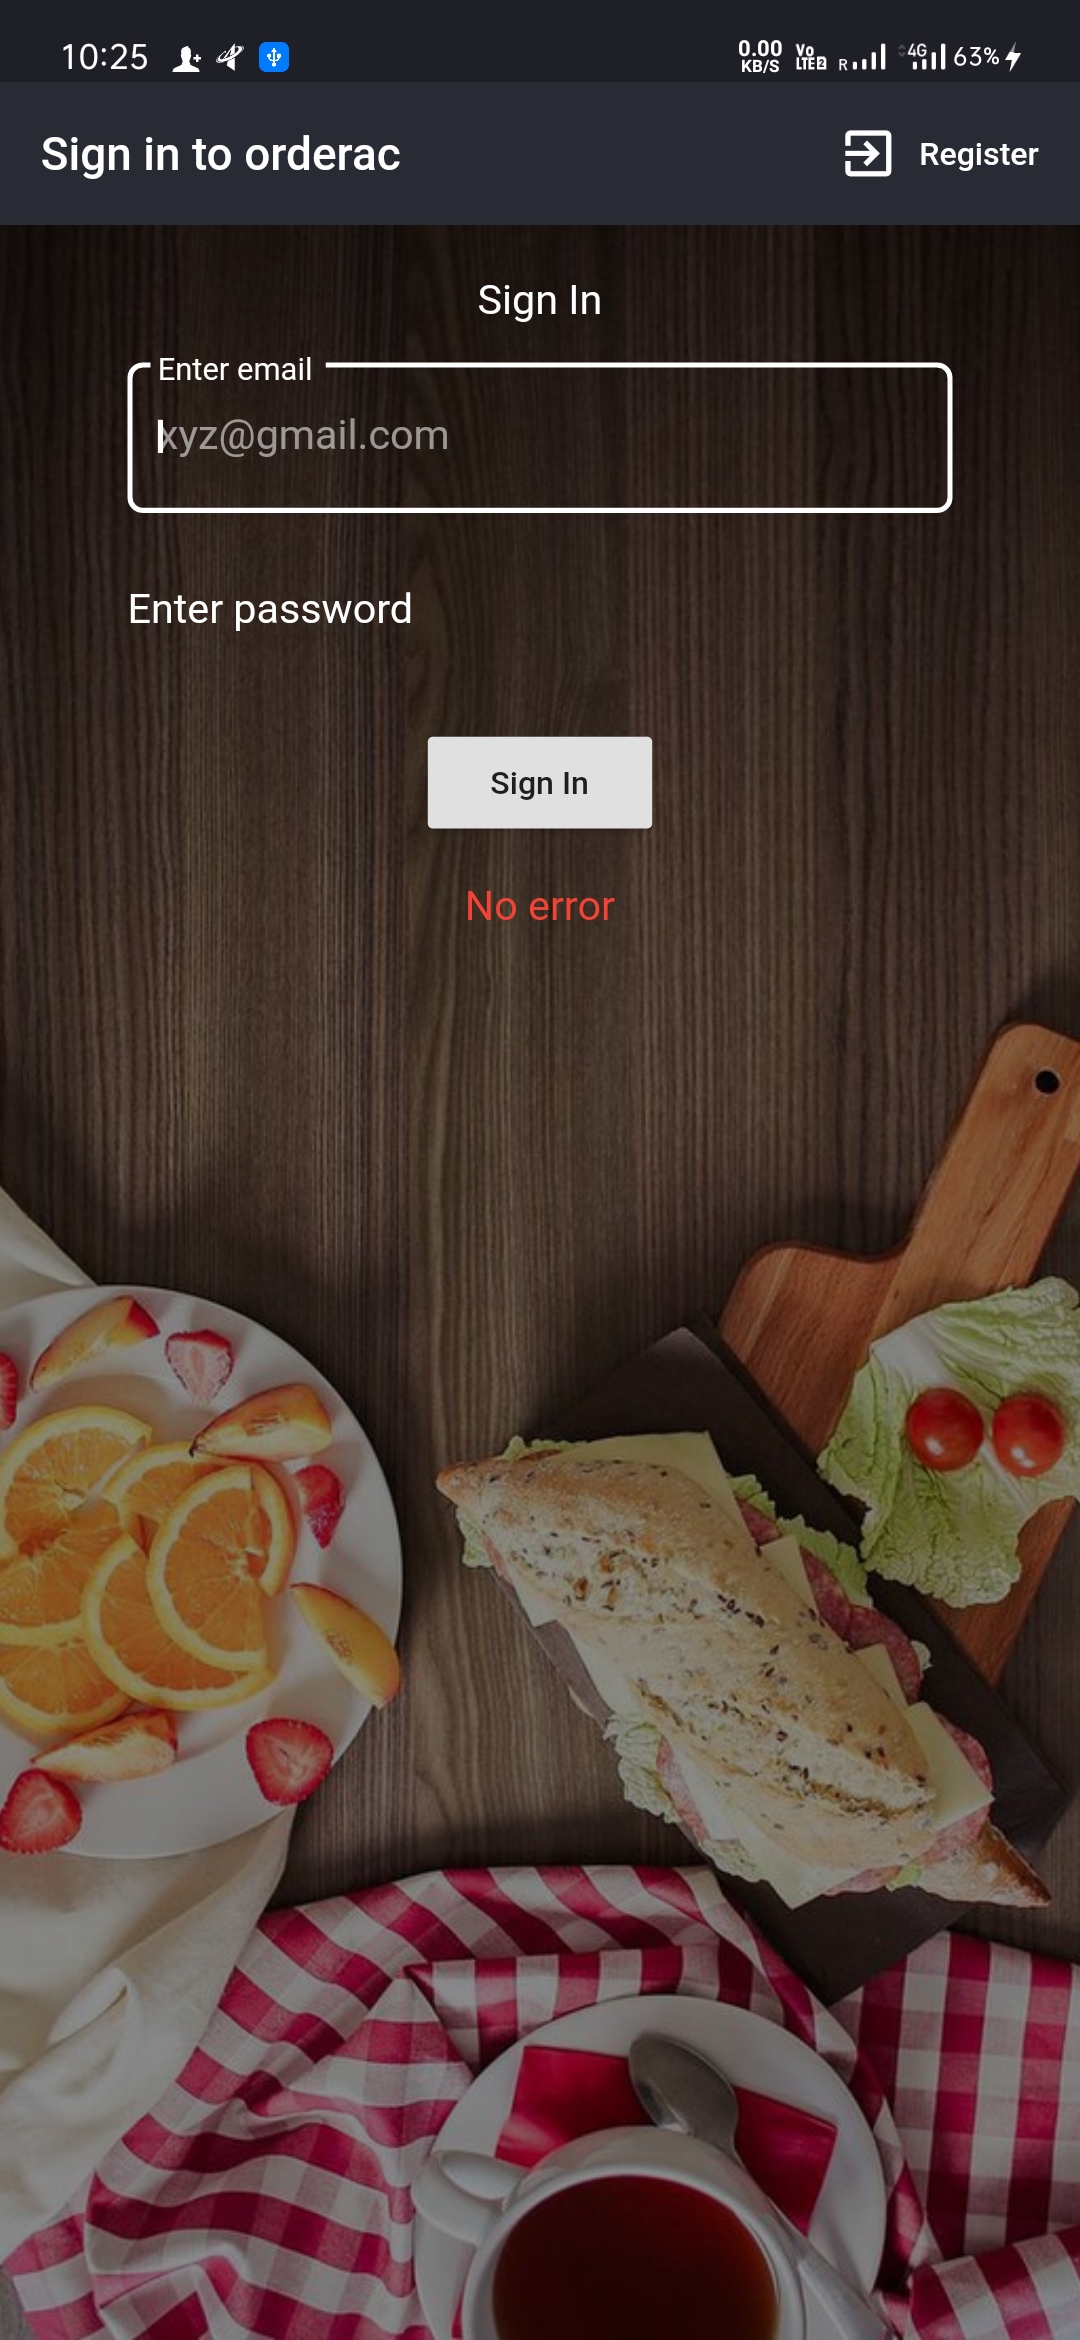 10:25
0.00 KB/S Vo LTE 2 R 4G 63%
Sign in to orderac
Register
Sign In
Enter email
xyz@gmail.com
Enter password
Sign In
No error